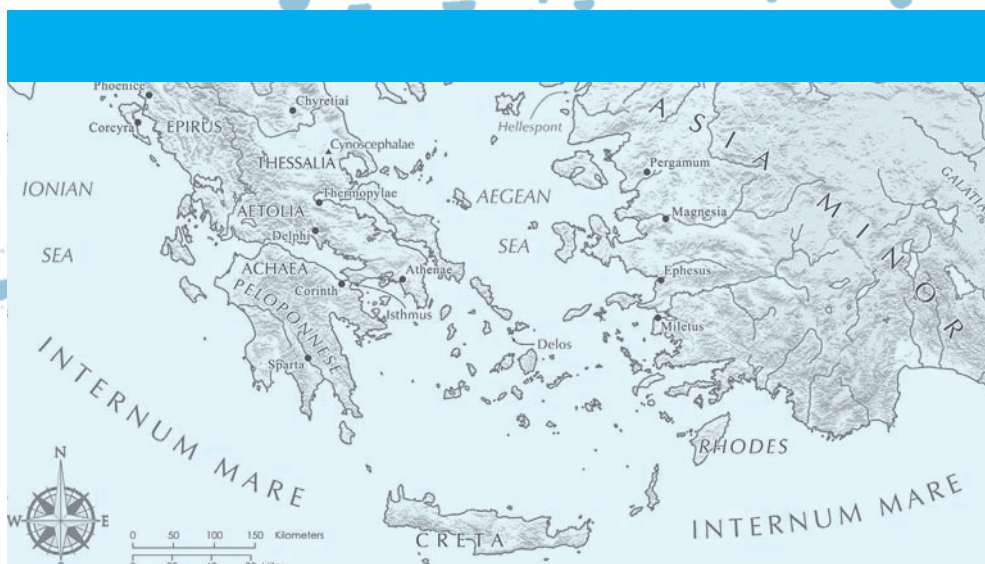 Phoenice
Chyretiai
Hellespont
Corcyra
EPIRUS
ASIA MINOR
Cynoscephalae
THESSALIA
Pergamum
IONIAN
SEA
Thermopylae
AEGEAN
SEA
AETOLIA
Magnesia
Delphi
ACHAEA
Athenae
Ephesus
PELOPONNESE
Corinth
Isthmus
Miletus
Delos
Sparta
INTERNUM MARE
RHODES
INTERNUM MARE
CRETA
N
W E
0 50 100 150 Kilometers